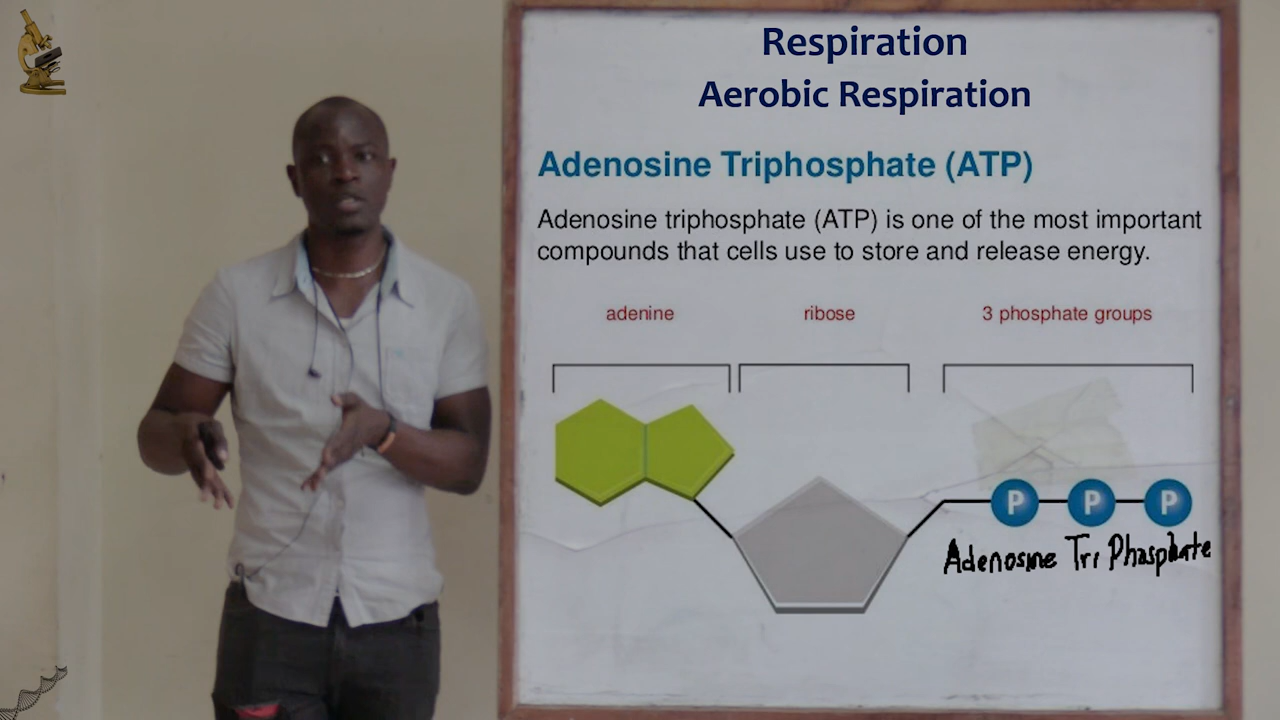 Respiration
Aerobic Respiration
Adenosine Triphosphate (ATP)
Adenosine triphosphate (ATP) is one of the most important
compounds that cells use to store and release energy.
adenine ribose 3 phosphate groups
P P P
Adenosine Tri Phasphate